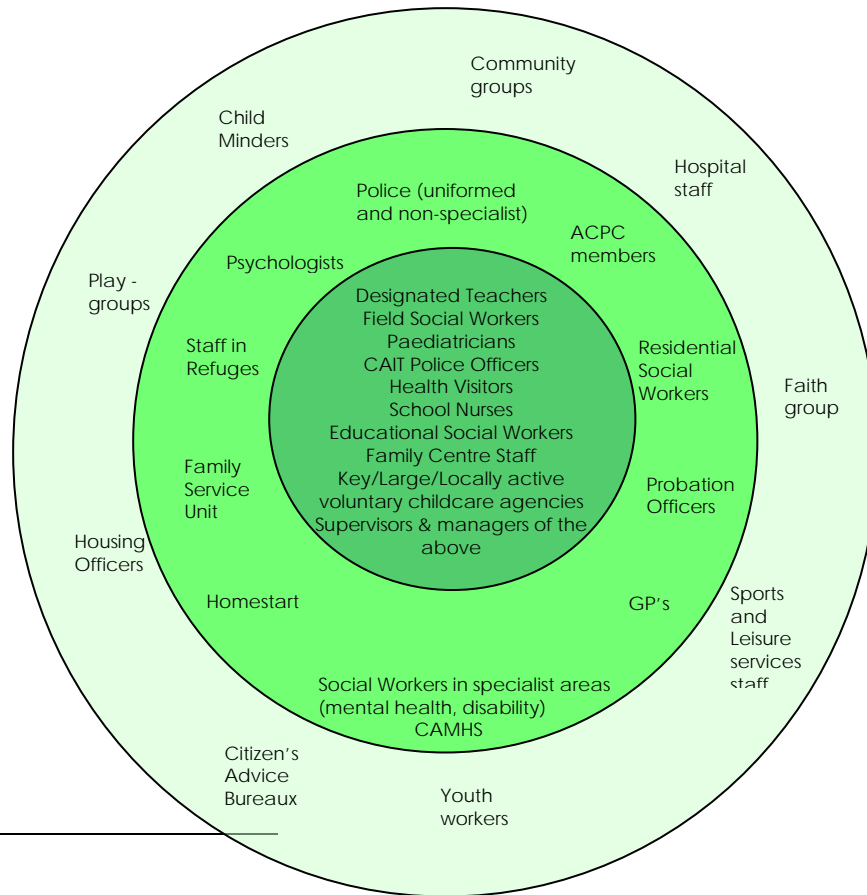 Community
groups
Child
Minders
Hospital
staff
Police (uniformed
and non-specialist)
ACPC
members
Psychologists
Play -
groups
Designated Teachers
Field Social Workers
Paediatricians
CAIT Police Officers
Health Visitors
School Nurses
Educational Social Workers
Family Centre Staff
Key/Large/Locally active
voluntary childcare agencies
Supervisors & managers of the
above
Staff in
Refuges
Residential
Social
Workers
Faith
group
Family
Service
Unit
Probation
Officers
Housing
Officers
Homestart
GP's
Sports
and
Leisure
services
staff
Social Workers in specialist areas
(mental health, disability)
CAMHS
Citizen's
Advice
Bureaux
Youth
workers